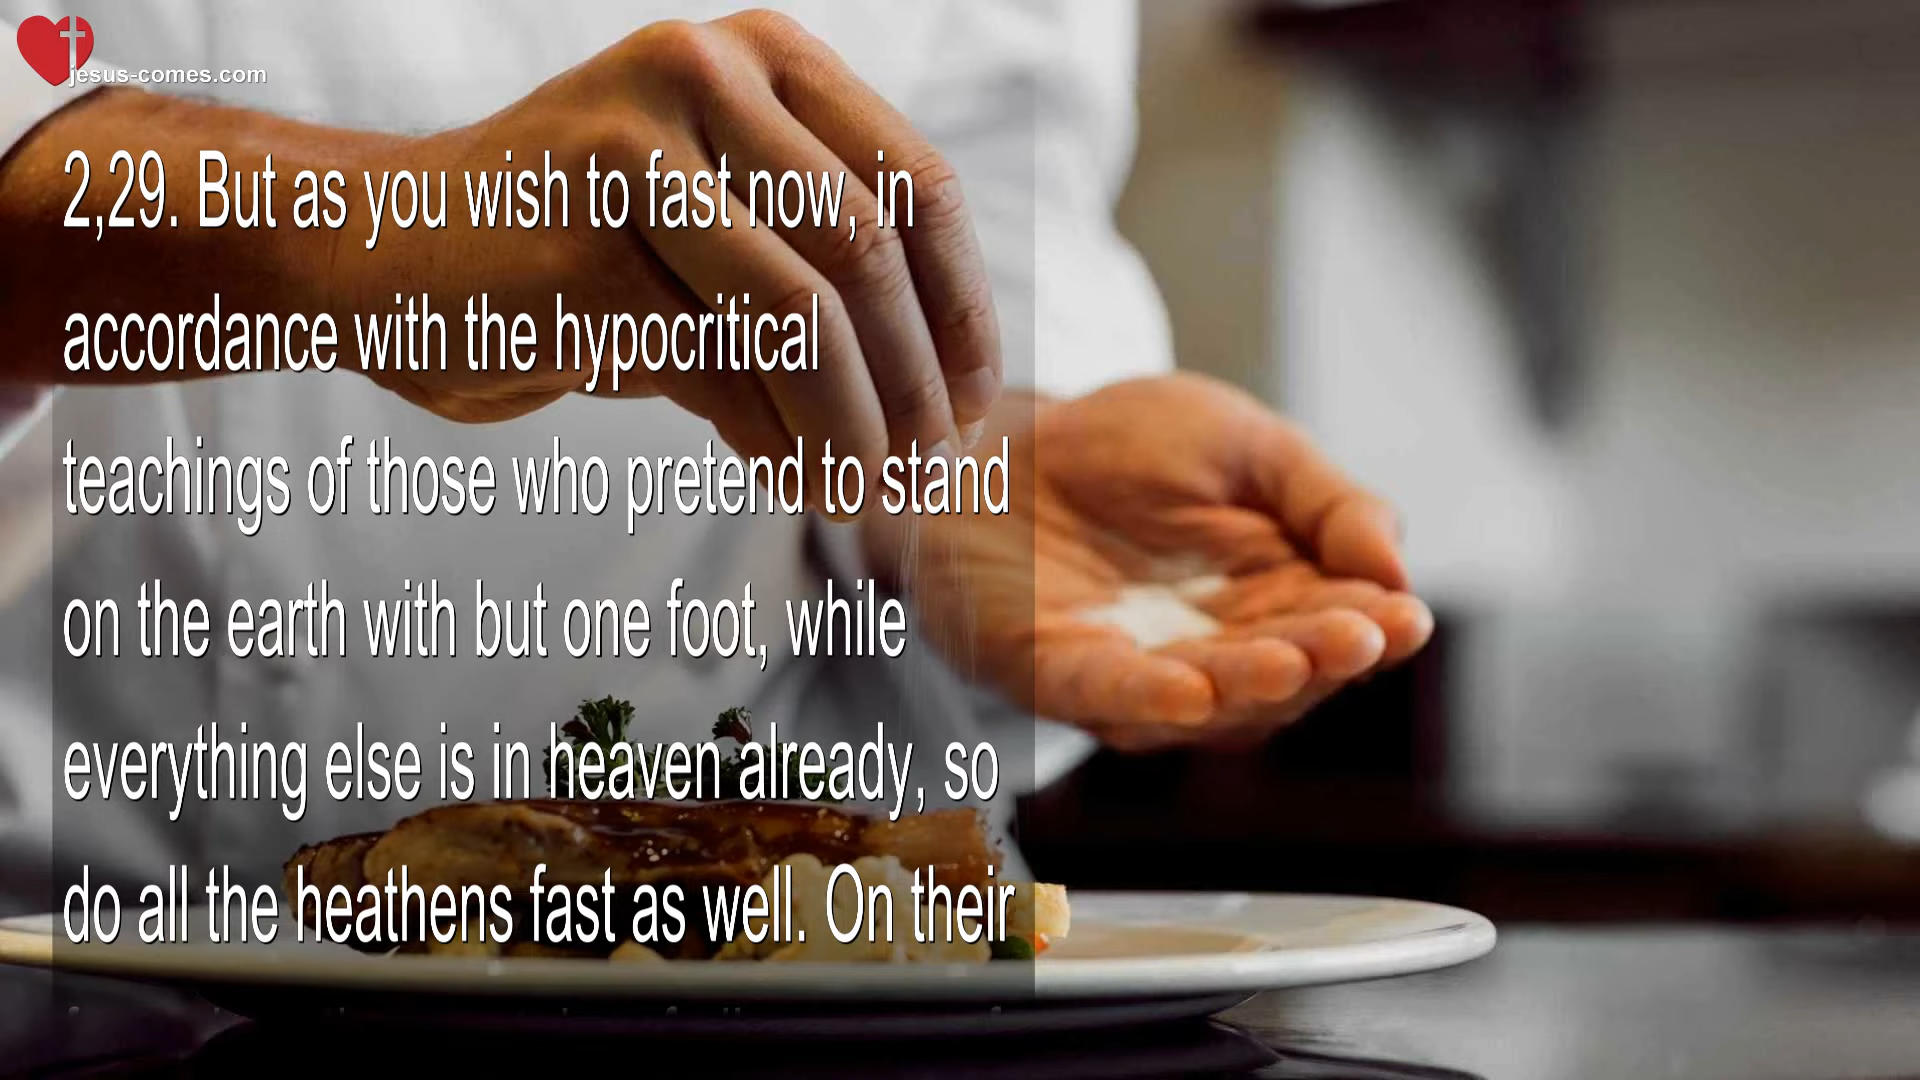 jesus-comes.com
2,29. But as you wish to fast now, in
accordance with the hypocritical
teachings of those who pretend to stand
on the earth with but one foot, while
everything else is in heaven already, so
do all the heathens fast as well. On their